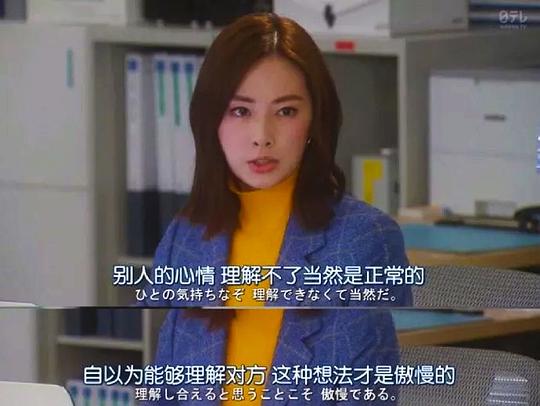 日テレ
别人的心情 理解不了当然是正常的
ひとの気持ちなぞ 理解できなくて当然だ。
自以为能够理解对方 这种想法才是傲慢的
理解し合えると思うことこそ 傲慢である。